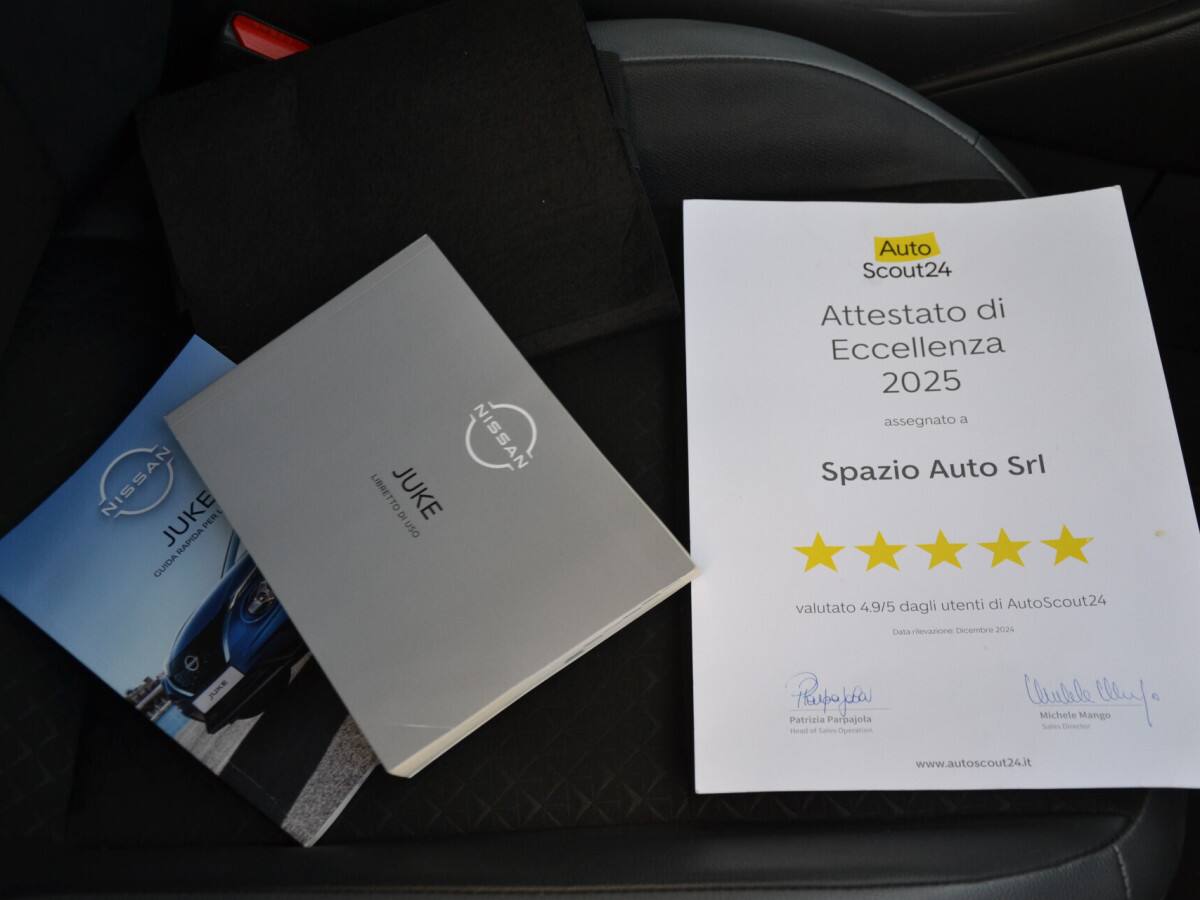 NISSAN
JUKE
GUIDA RAPIDA PER
JUKE
NISSAN
JUKE
LIBRETTO DI USO
Auto
Scout24
Attestato di
Eccellenza
2025
assegnato a
Spazio Auto Srl
valutato 4.9/5 dagli utenti di AutoScout24
Data rilevazione: Dicembre 2024
Patrizia Parpajola
Head of Sales Operation
Michele Mango
Sales Director
www.autoscout24.it